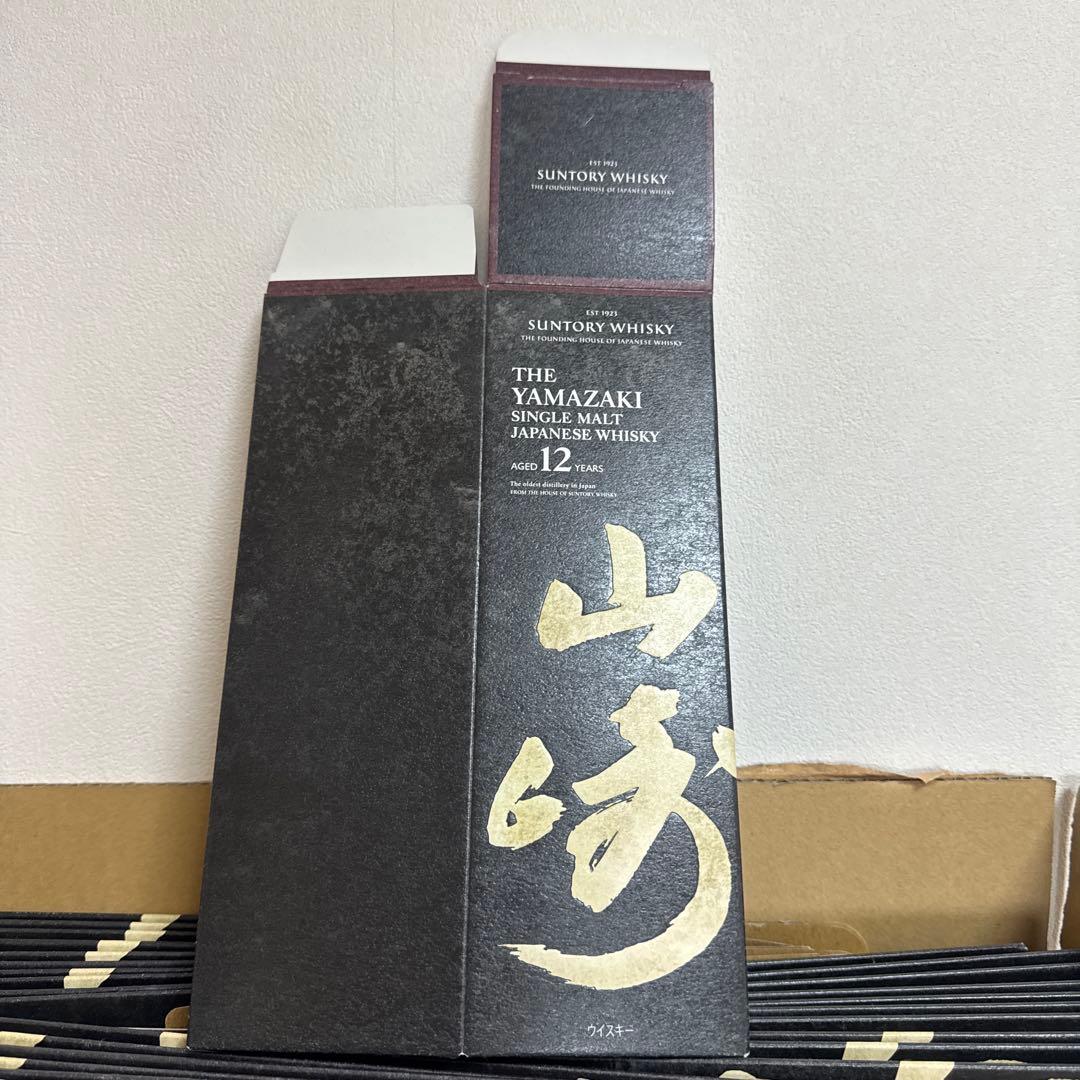 EST 1923
SUNTORY WHISKY
THE FOUNDING HOUSE OF JAPANESE WHISKY
EST 1923
SUNTORY WHISKY
THE FOUNDING HOUSE OF JAPANESE WHISKY
THE
YAMAZAKI
SINGLE MALT
JAPANESE WHISKY
AGED 12 YEARS
The oldest distillery in Japan
FROM THE HOUSE OF SUNTORY WHISKY
山
崎
ウイスキー